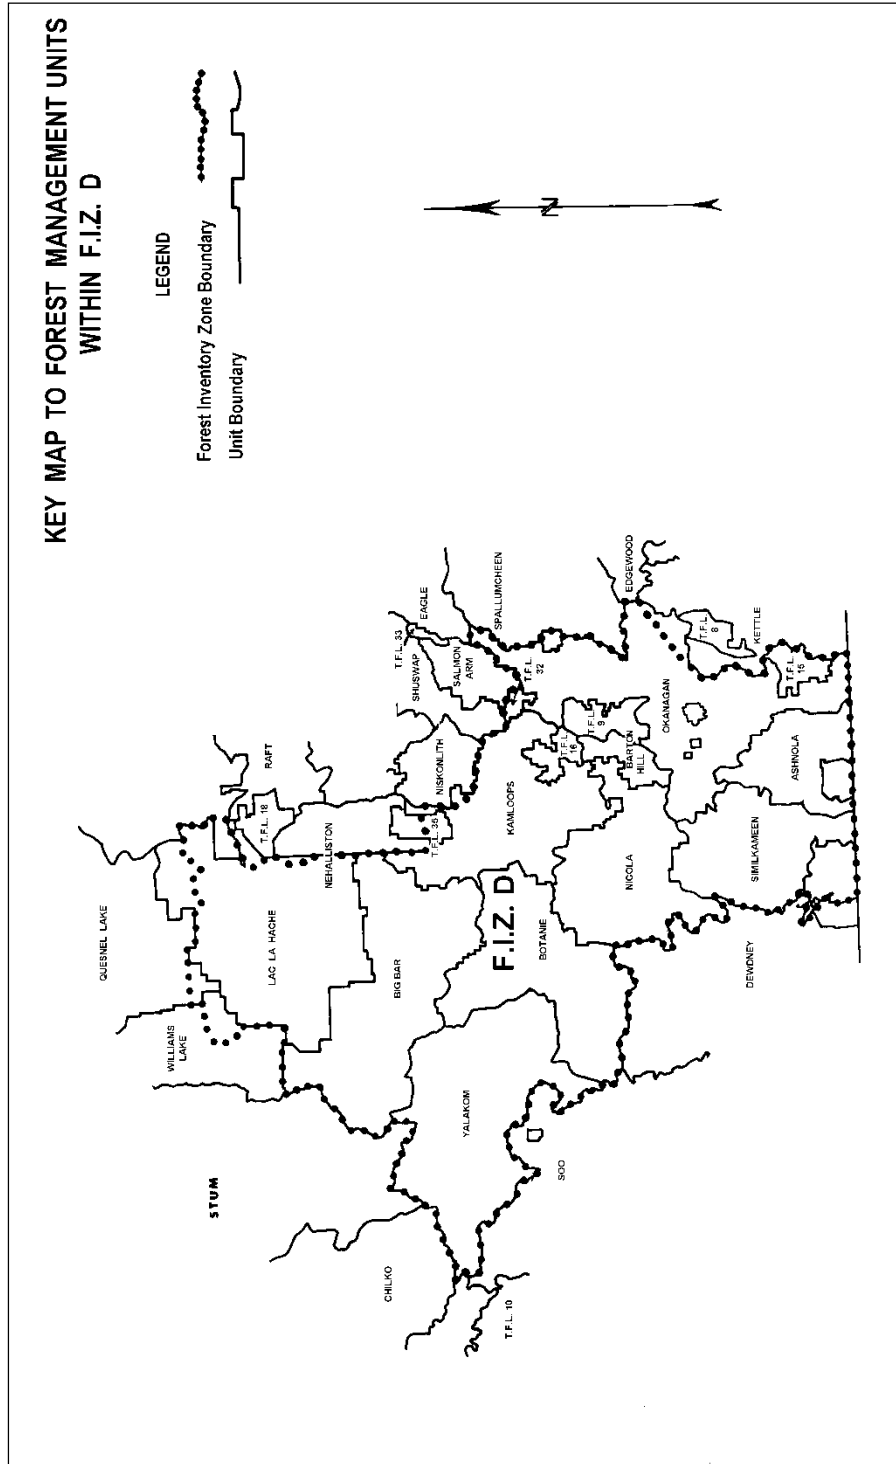 KEY MAP TO FOREST MANAGEMENT UNITS
WITHIN F.I.Z. D
LEGEND
Forest Inventory Zone Boundary
Unit Boundary
N
QUESNEL LAKE
WILLIAMS
LAKE
STUM
LAC LA HACHE
RAFT
T.F.L. 18
NEHALLISTON
CHILKO
BIG BAR
T.F.L. 35
NISKONLITH
SHUSWAP
T.F.L. 33
EAGLE
SALMON
ARM
SPALLUMCHEEN
YALAKOM
F.I.Z. D
KAMLOOPS
T.F.L.
32
T.F.L. 10
SOO
BOTANIE
T.F.L.
16
T.F.L.
9
BARTON
HILL
NICOLA
EDGEWOOD
OKANAGAN
T.F.L.
8
KETTLE
DEWDNEY
SIMILKAMEEN
ASHNOLA
T.F.L.
15